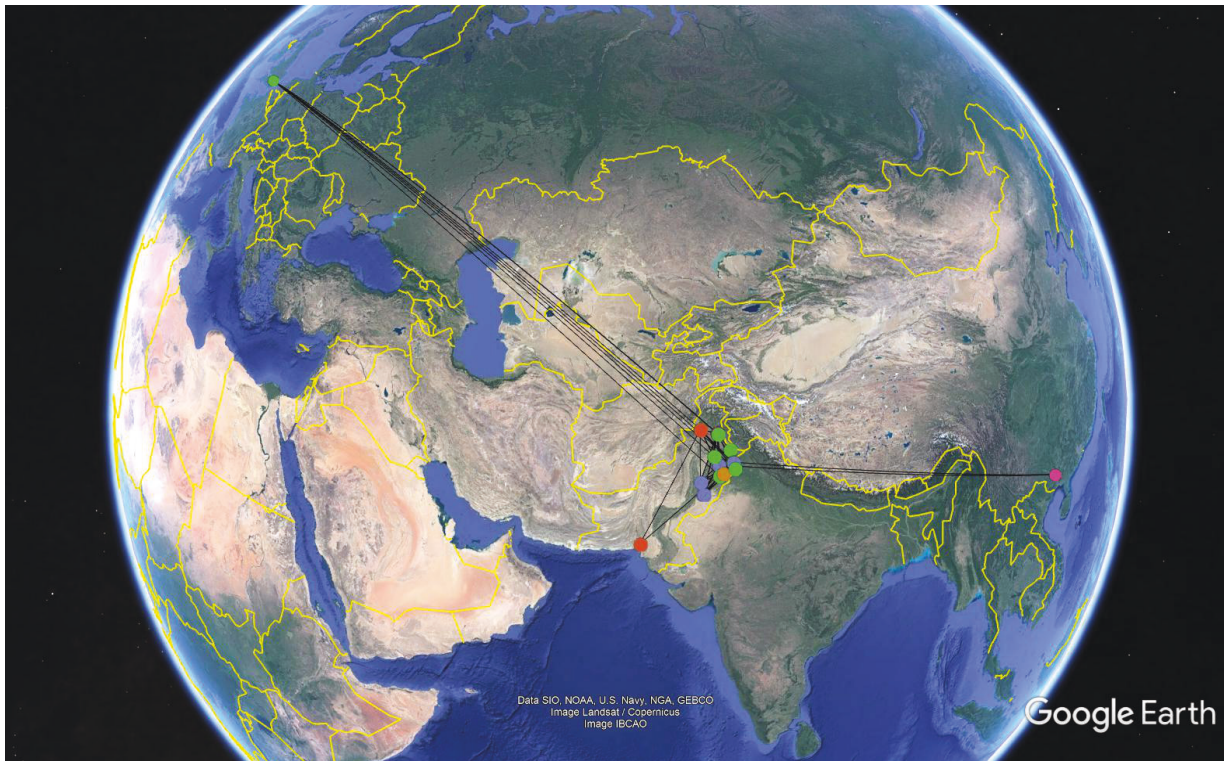 Data SIO, NOAA, U.S. Navy, NGA, GEBCO
Image Landsat / Copernicus
Image IBCAO
Google Earth